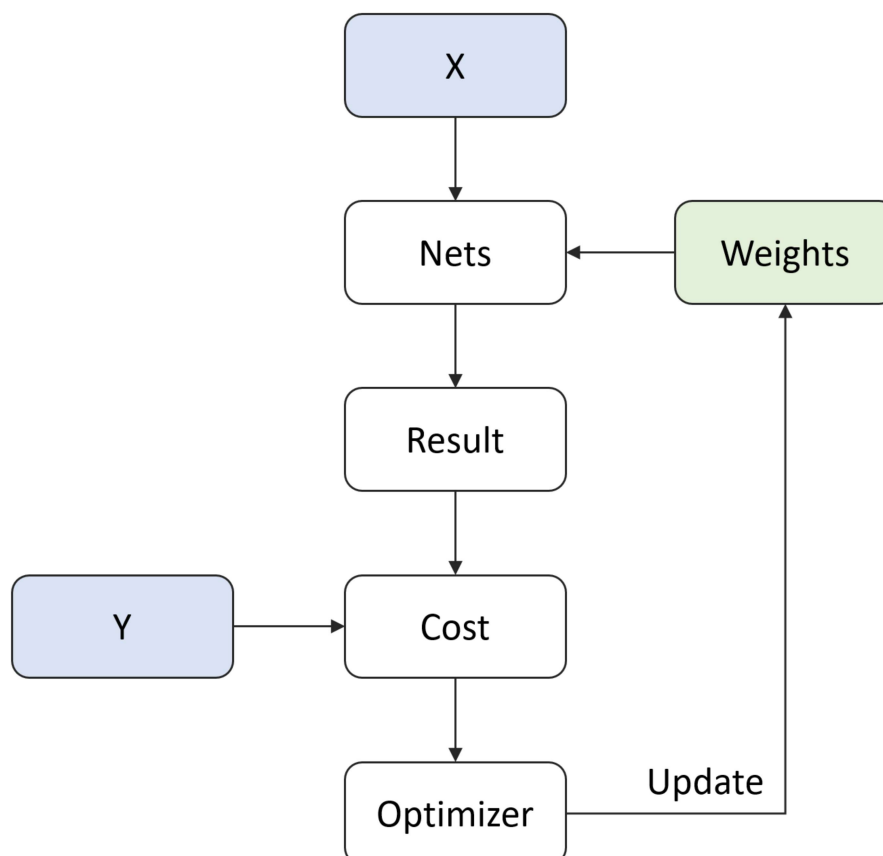 X
Nets
Weights
Result
Y
Cost
Update
Optimizer